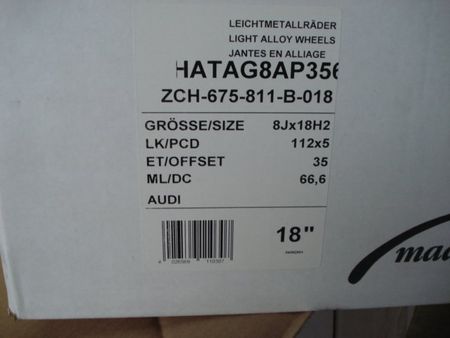 LEICHTMETALLRÄDER
LIGHT ALLOY WHEELS
JANTES EN ALLIAGE
HATAG8AP356
ZCH-675-811-B-018
GRÖSSE/SIZE 8Jx18H2
LK/PCD 112x5
ET/OFFSET 35
ML/DC 66,6
AUDI
18"
mad